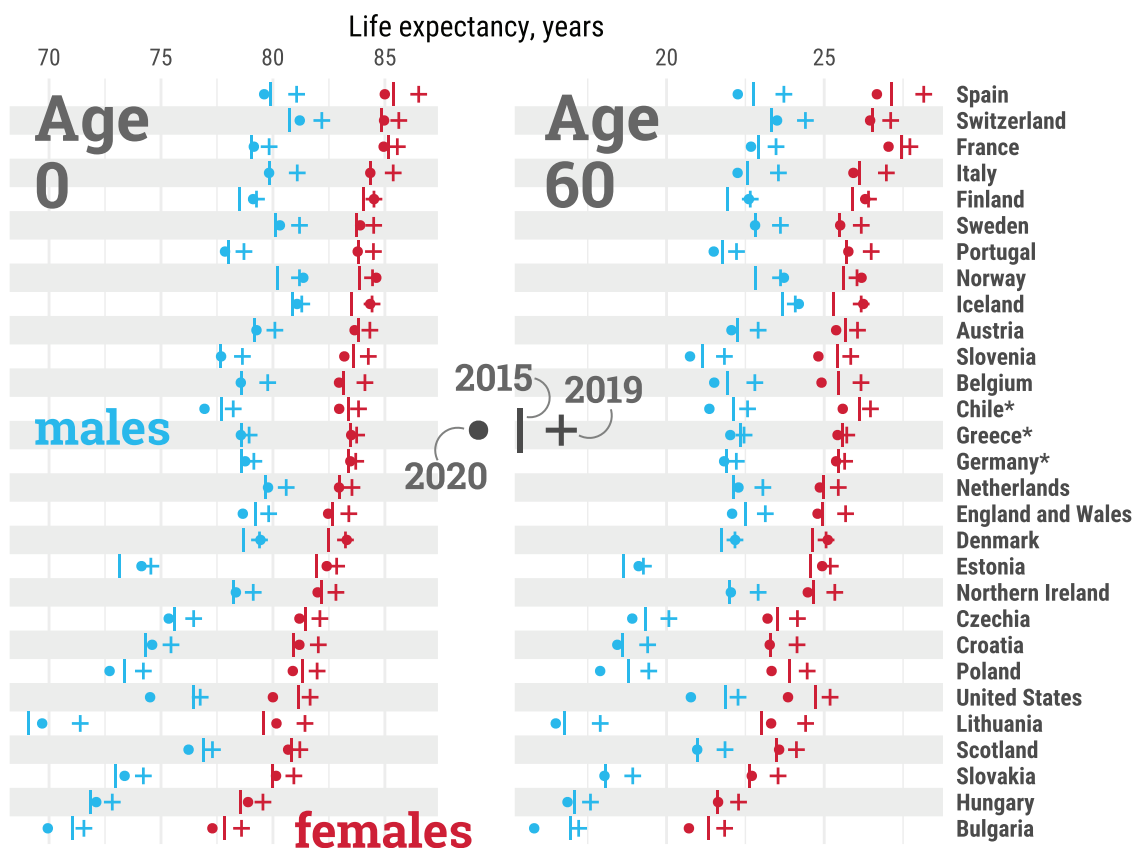 Life expectancy, years
70 75 80 85 20 25
Age
0
Age
60
Spain
Switzerland
France
Italy
Finland
Sweden
Portugal
Norway
Iceland
Austria
Slovenia
Belgium
Chile*
Greece*
Germany*
Netherlands
England and Wales
Denmark
Estonia
Northern Ireland
Czechia
Croatia
Poland
United States
Lithuania
Scotland
Slovakia
Hungary
Bulgaria
males
2015
2019
2020
females